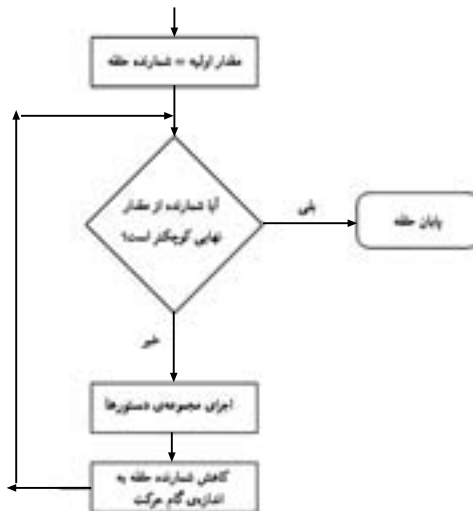 مقدار اولیه = شمارنده حلقه
آیا شمارنده از مقدار
نهایی کوچکتر است؟
بلی
پایان حلقه
خیر
اجرای مجموعه‌ی دستورها
کاهش شمارنده حلقه به
اندازه‌ی گام حرکت